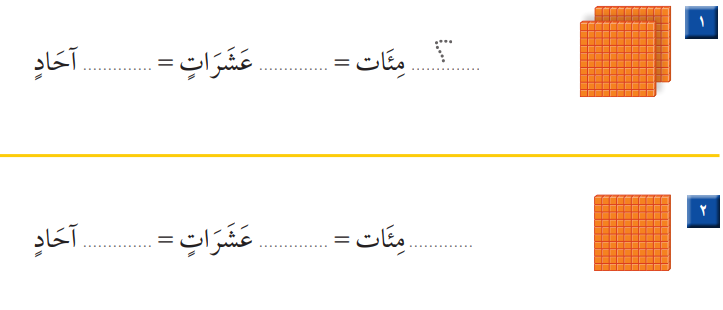 ١
٢ .............. مِئَات = .............. عَشَرَاتٍ = .............. آحَادٍ
٢
............. مِئَات = .............. عَشَرَاتٍ = .............. آحَادٍ